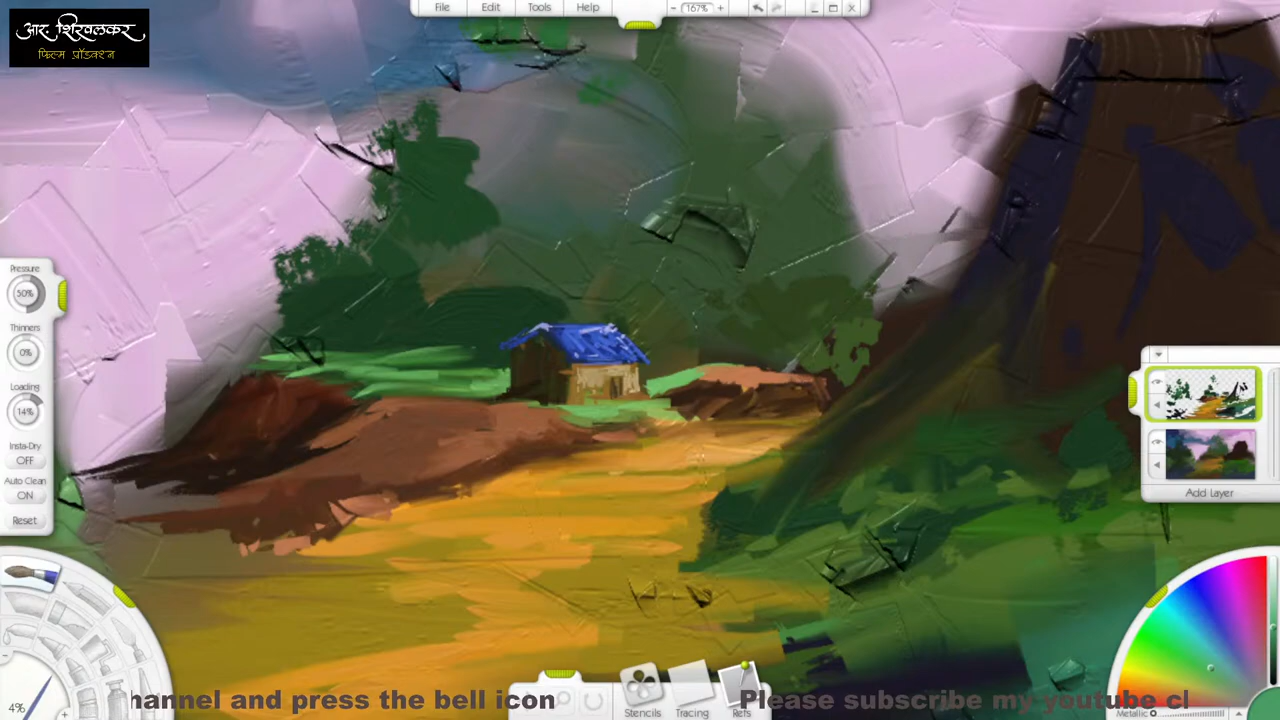 आर. शिरवलकर
फिल्म प्रॉडक्शन
File Edit Tools Help
167%
Pressure
50%
Thinners
0%
Loading
14%
Insta-Dry
OFF
Auto Clean
ON
Reset
Add Layer
4%
Stencils Tracing Refs
Metallic
hannel and press the bell icon Please subscribe my youtube cl